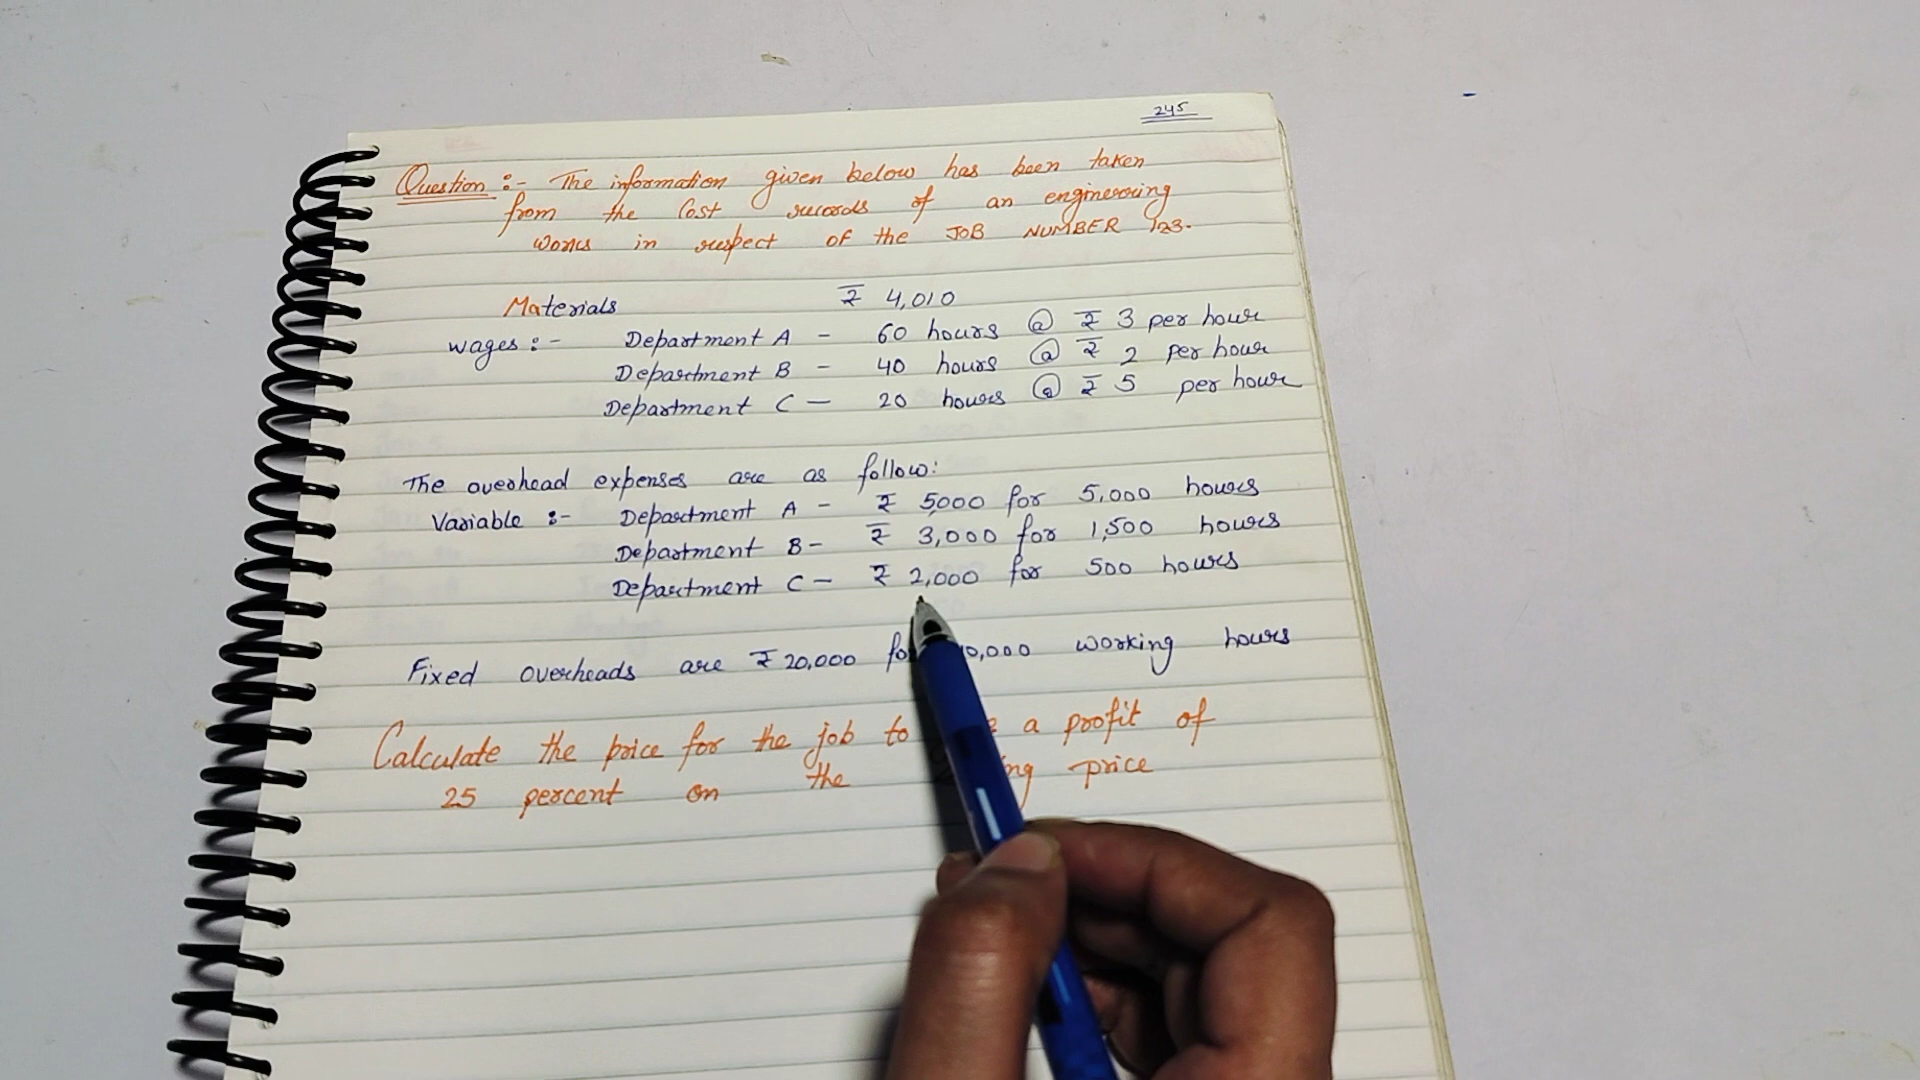 245
Question :- The information given below has been taken
from the Cost records of an engineering
works in respect of the JOB NUMBER 123.
Materials ₹ 4,010
Wages :- Department A - 60 hours @ ₹ 3 per hour
Department B - 40 hours @ ₹ 2 per hour
Department C - 20 hours @ ₹ 5 per hour
The overhead expenses are as follow:
Variable :- Department A - ₹ 5,000 for 5,000 hours
Department B - ₹ 3,000 for 1,500 hours
Department C - ₹ 2,000 for 500 hours
Fixed overheads are ₹ 20,000 0,000 working hours
Calculate the price for the job to a profit of
25 percent on the price